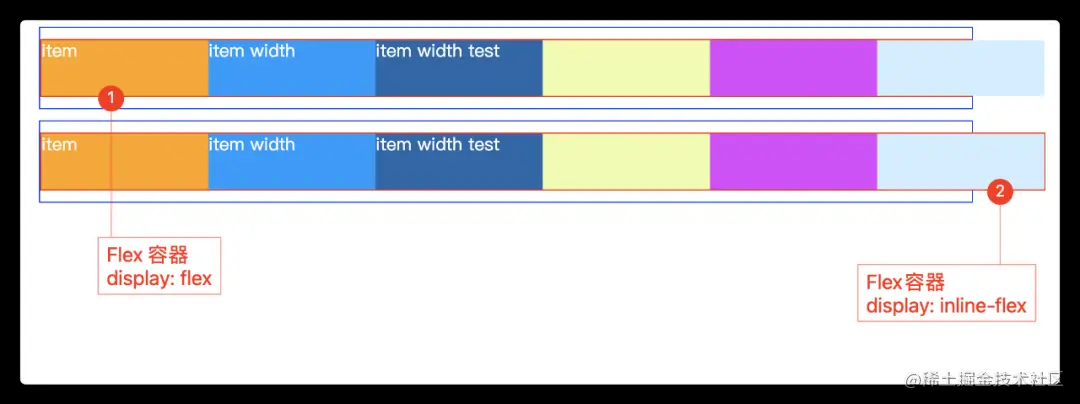 item
item width
item width test
1
item
item width
item width test
2
Flex 容器
display: flex
Flex容器
display: inline-flex
@稀土掘金技术社区